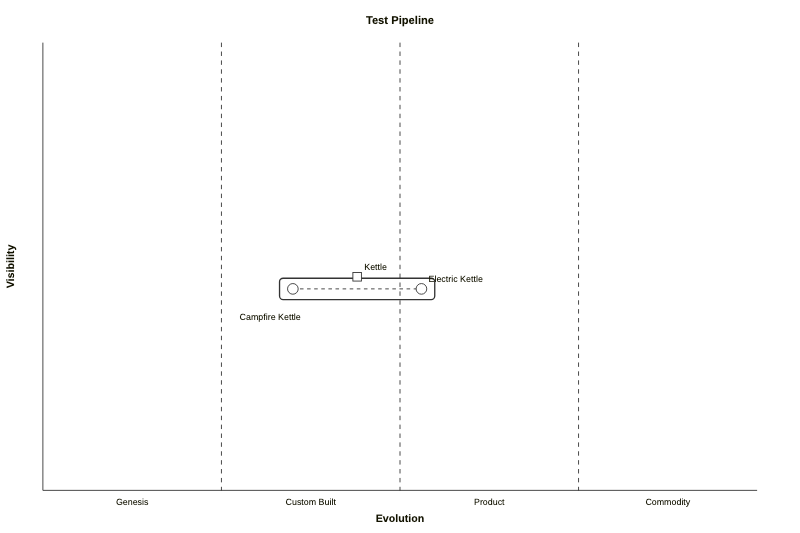 Test Pipeline
Visibility
Kettle
Electric Kettle
Campfire Kettle
Genesis
Custom Built
Product
Commodity
Evolution